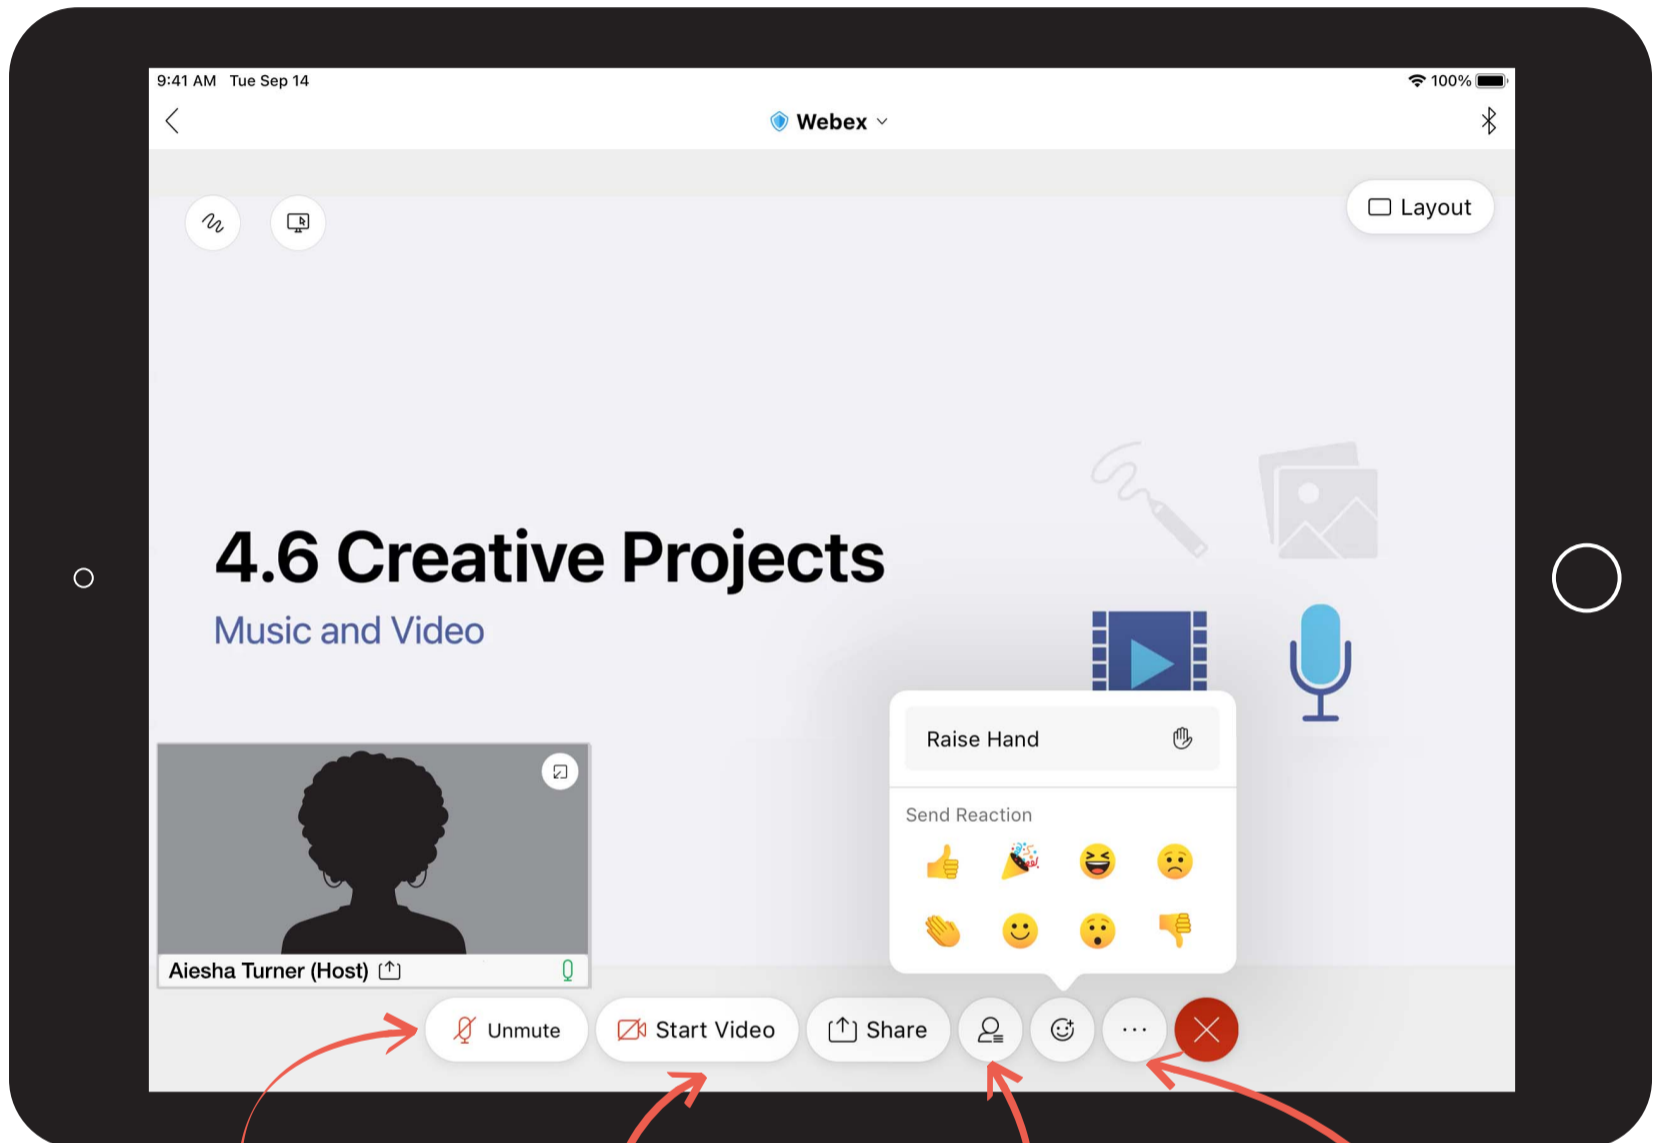 9:41 AM Tue Sep 14
100%
Webex
Layout
4.6 Creative Projects
Music and Video
Raise Hand
Send Reaction
Aiesha Turner (Host)
Unmute
Start Video
Share